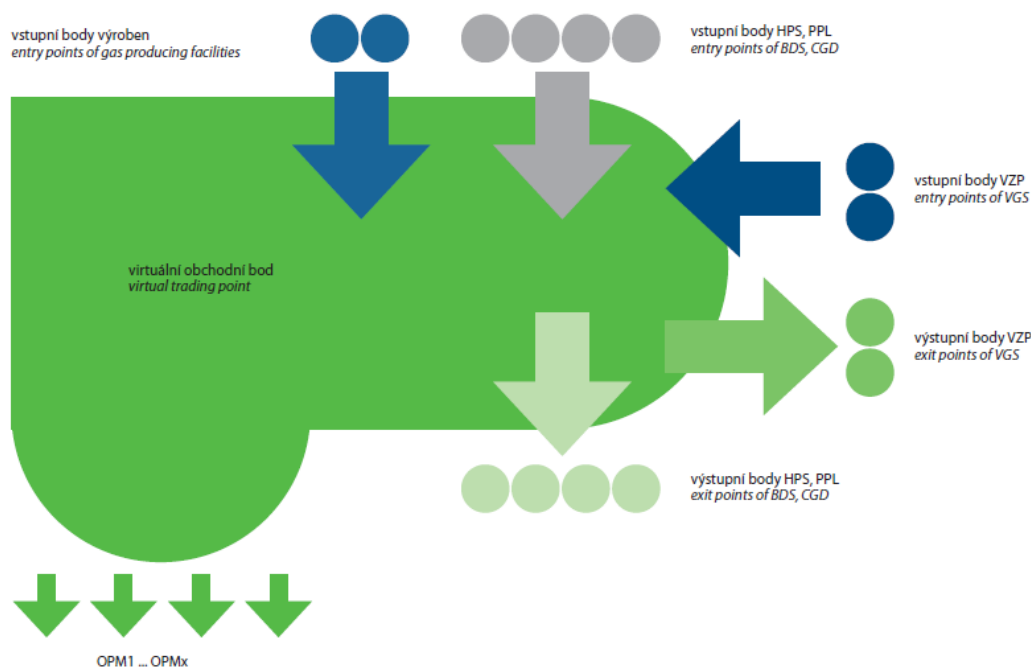 vstupní body výroben
entry points of gas producing facilities
vstupní body HPS, PPL
entry points of BDS, CGD
vstupní body VZP
entry points of VGS
virtuální obchodní bod
virtual trading point
výstupní body VZP
exit points of VGS
výstupní body HPS, PPL
exit points of BDS, CGD
OPM1 ... OPMx